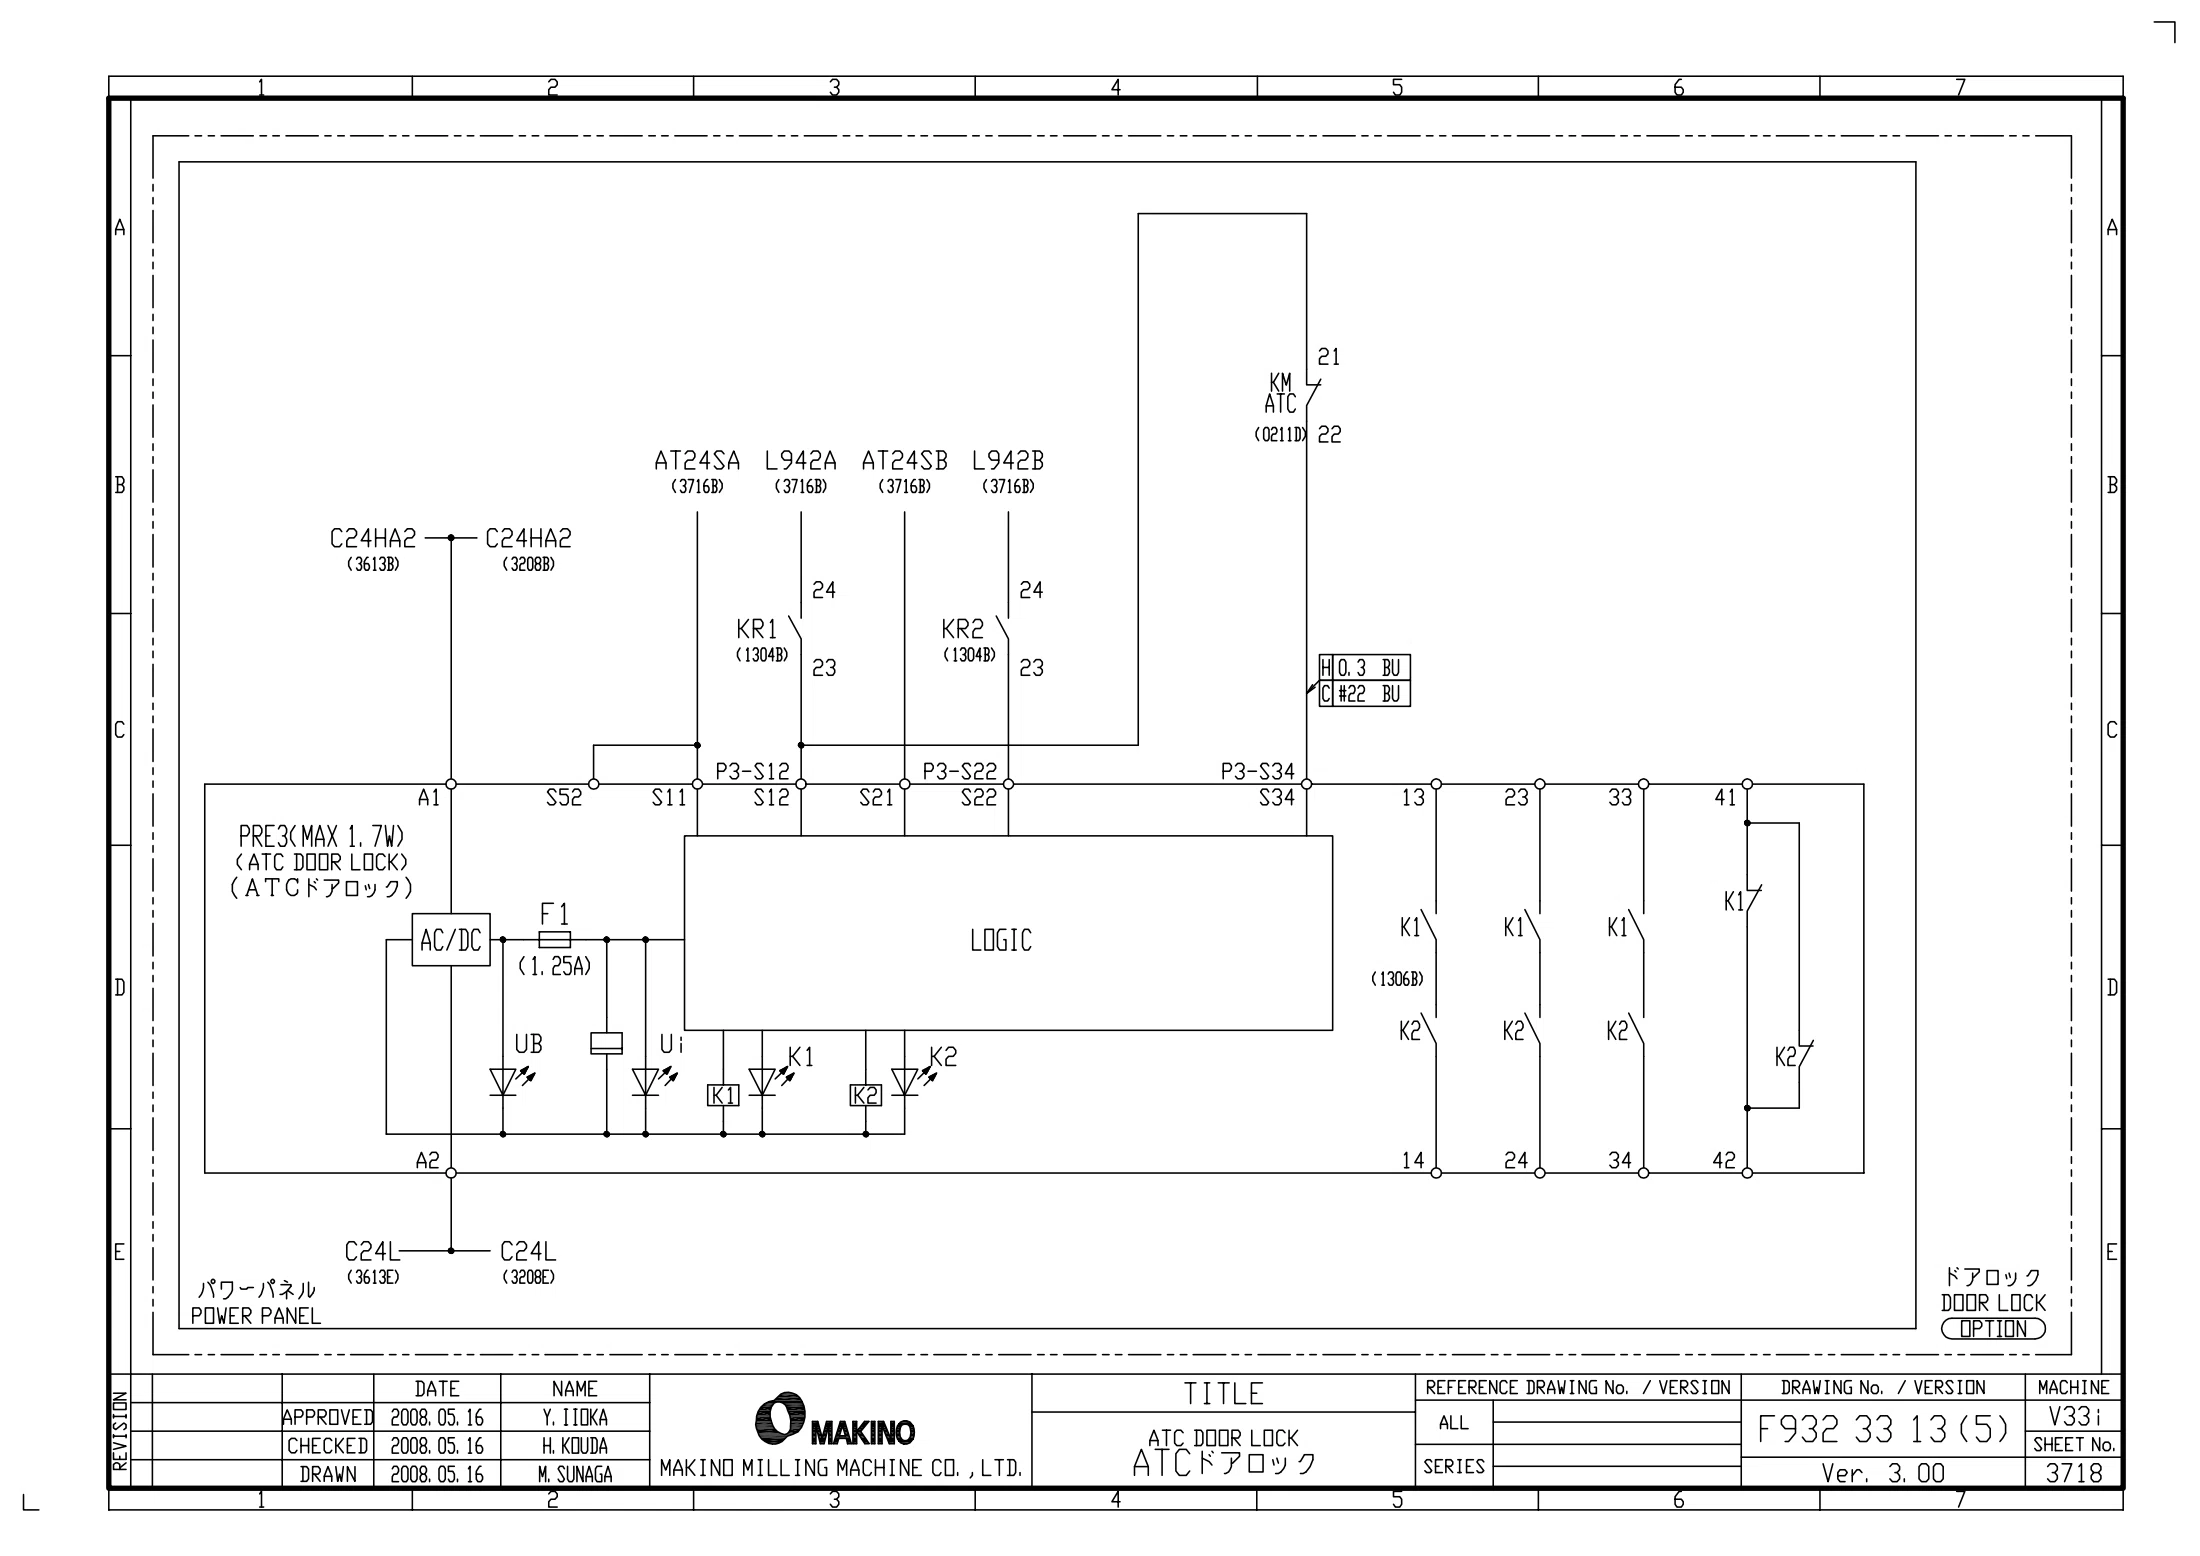 1 2 3 4 5 6 7
A A
21
KM
ATC
(0211D) 22
AT24SA L942A AT24SB L942B
(3716B) (3716B) (3716B) (3716B)
B B
C24HA2 C24HA2
(3613B) (3208B)
24 24
KR1 KR2
(1304B) (1304B)
23 23
H 0.3 BU
C #22 BU
C C
P3-S12 P3-S22 P3-S34
A1 S52 S11 S12 S21 S22 S34 13 23 33 41
PRE3(MAX 1.7W)
(ATC DOOR LOCK)
(ATCドアロック)
K1
F1
K1 K1 K1
AC/DC LOGIC
(1.25A)
(1306B)
D D
K2 K2 K2
UB Ui K1 K2 K2
K1 K2
A2 14 24 34 42
C24L C24L
(3613E) (3208E)
E E
パワーパネル
POWER PANEL
ドアロック
DOOR LOCK
OPTION
REVISION
DATE NAME
APPROVED 2008.05.16 Y. IIOKA
CHECKED 2008.05.16 H. KOUDA
DRAWN 2008.05.16 M. SUNAGA
MAKINO
MAKINO MILLING MACHINE CO.,LTD.
TITLE
ATC DOOR LOCK
ATCドアロック
REFERENCE DRAWING No. / VERSION
ALL
SERIES
DRAWING No. / VERSION
F932 33 13(5)
Ver. 3.00
MACHINE
V33i
SHEET No.
3718
1 2 3 4 5 6 7